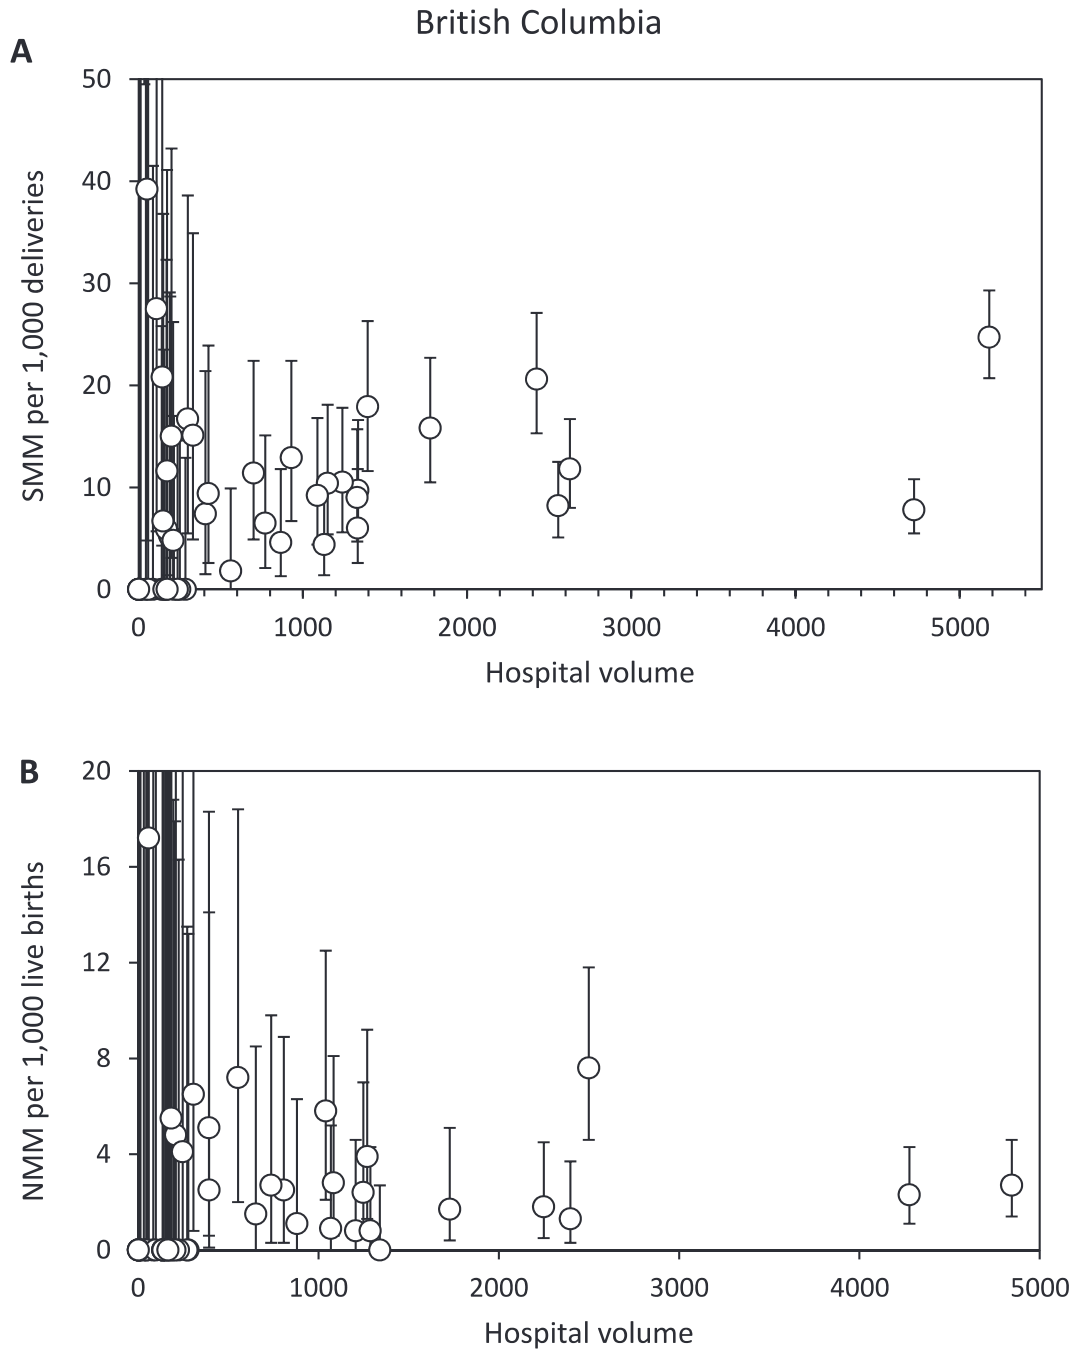 British Columbia
A
SMM per 1,000 deliveries
50
40
30
20
10
0
0 1000 2000 3000 4000 5000
Hospital volume
B
NMM per 1,000 live births
20
16
12
8
4
0
0 1000 2000 3000 4000 5000
Hospital volume